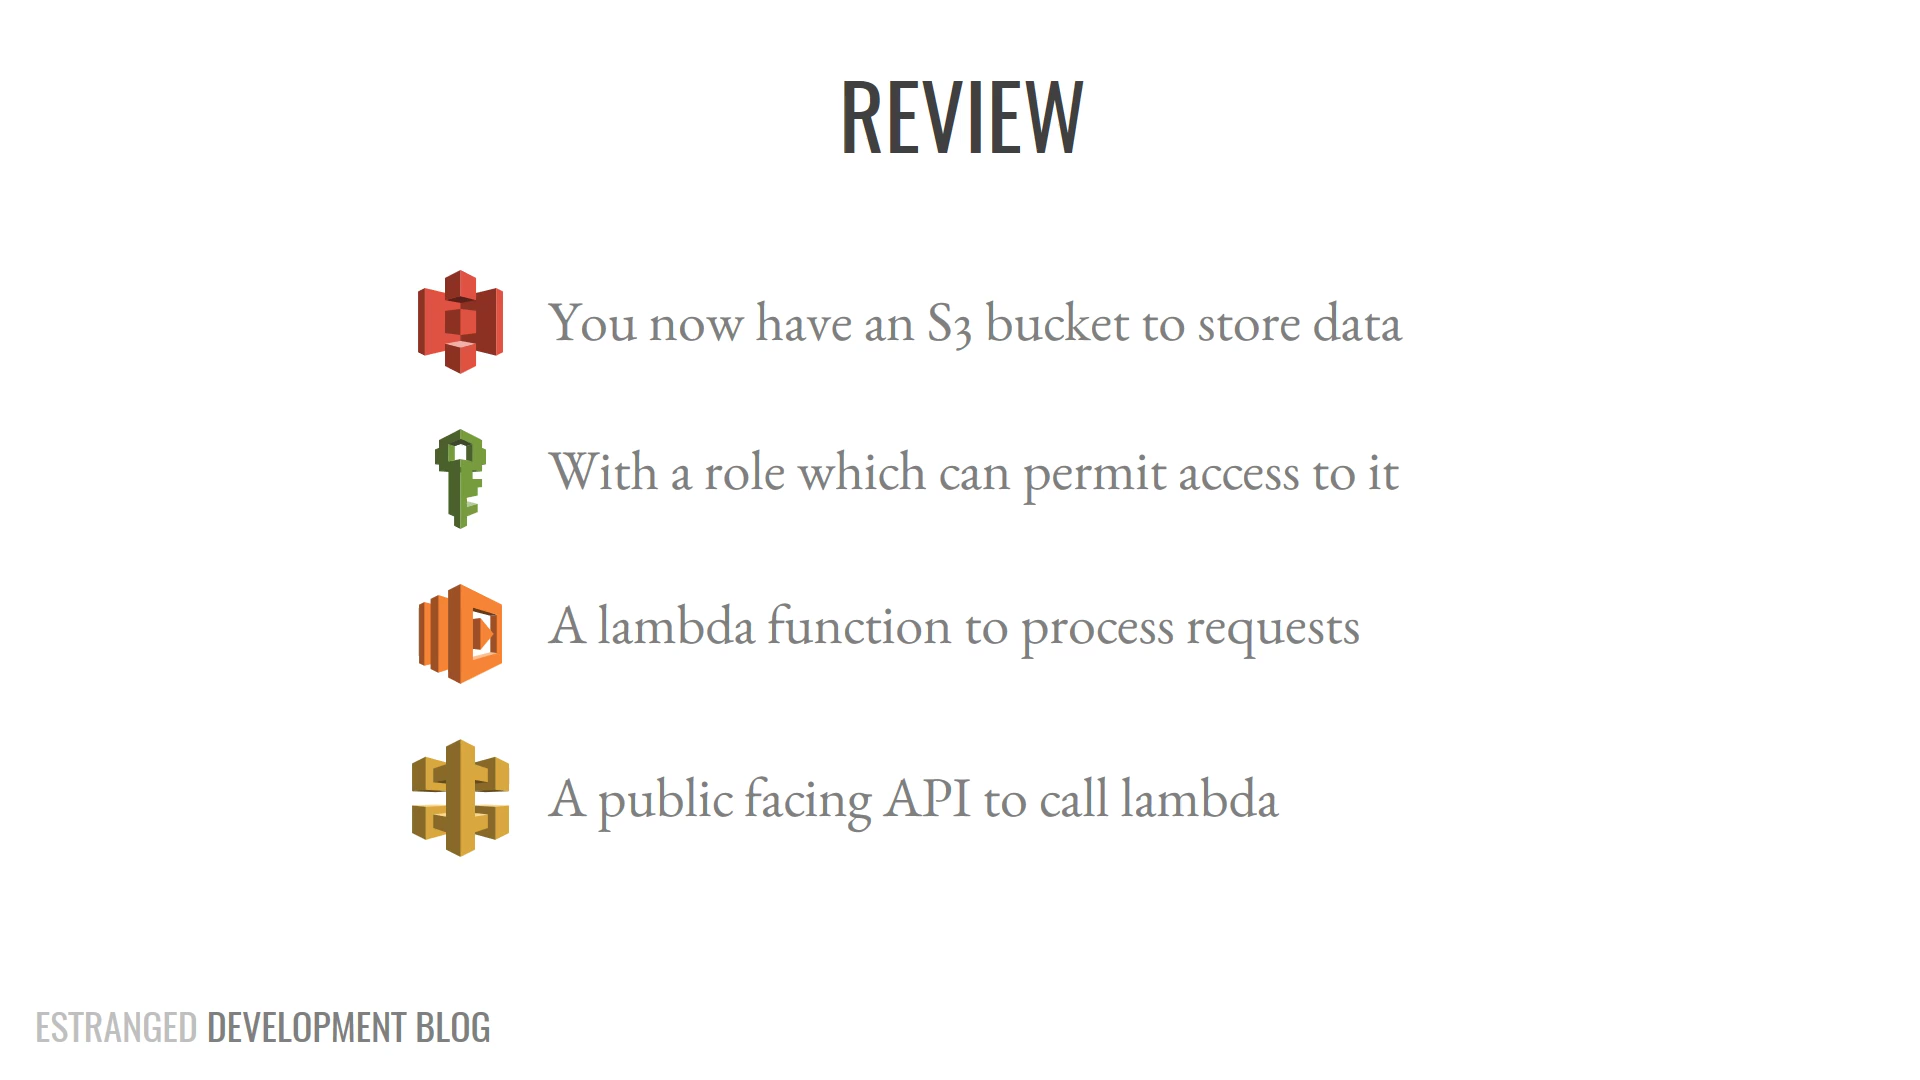 REVIEW
You now have an S3 bucket to store data
With a role which can permit access to it
A lambda function to process requests
A public facing API to call lambda
ESTRANGED DEVELOPMENT BLOG